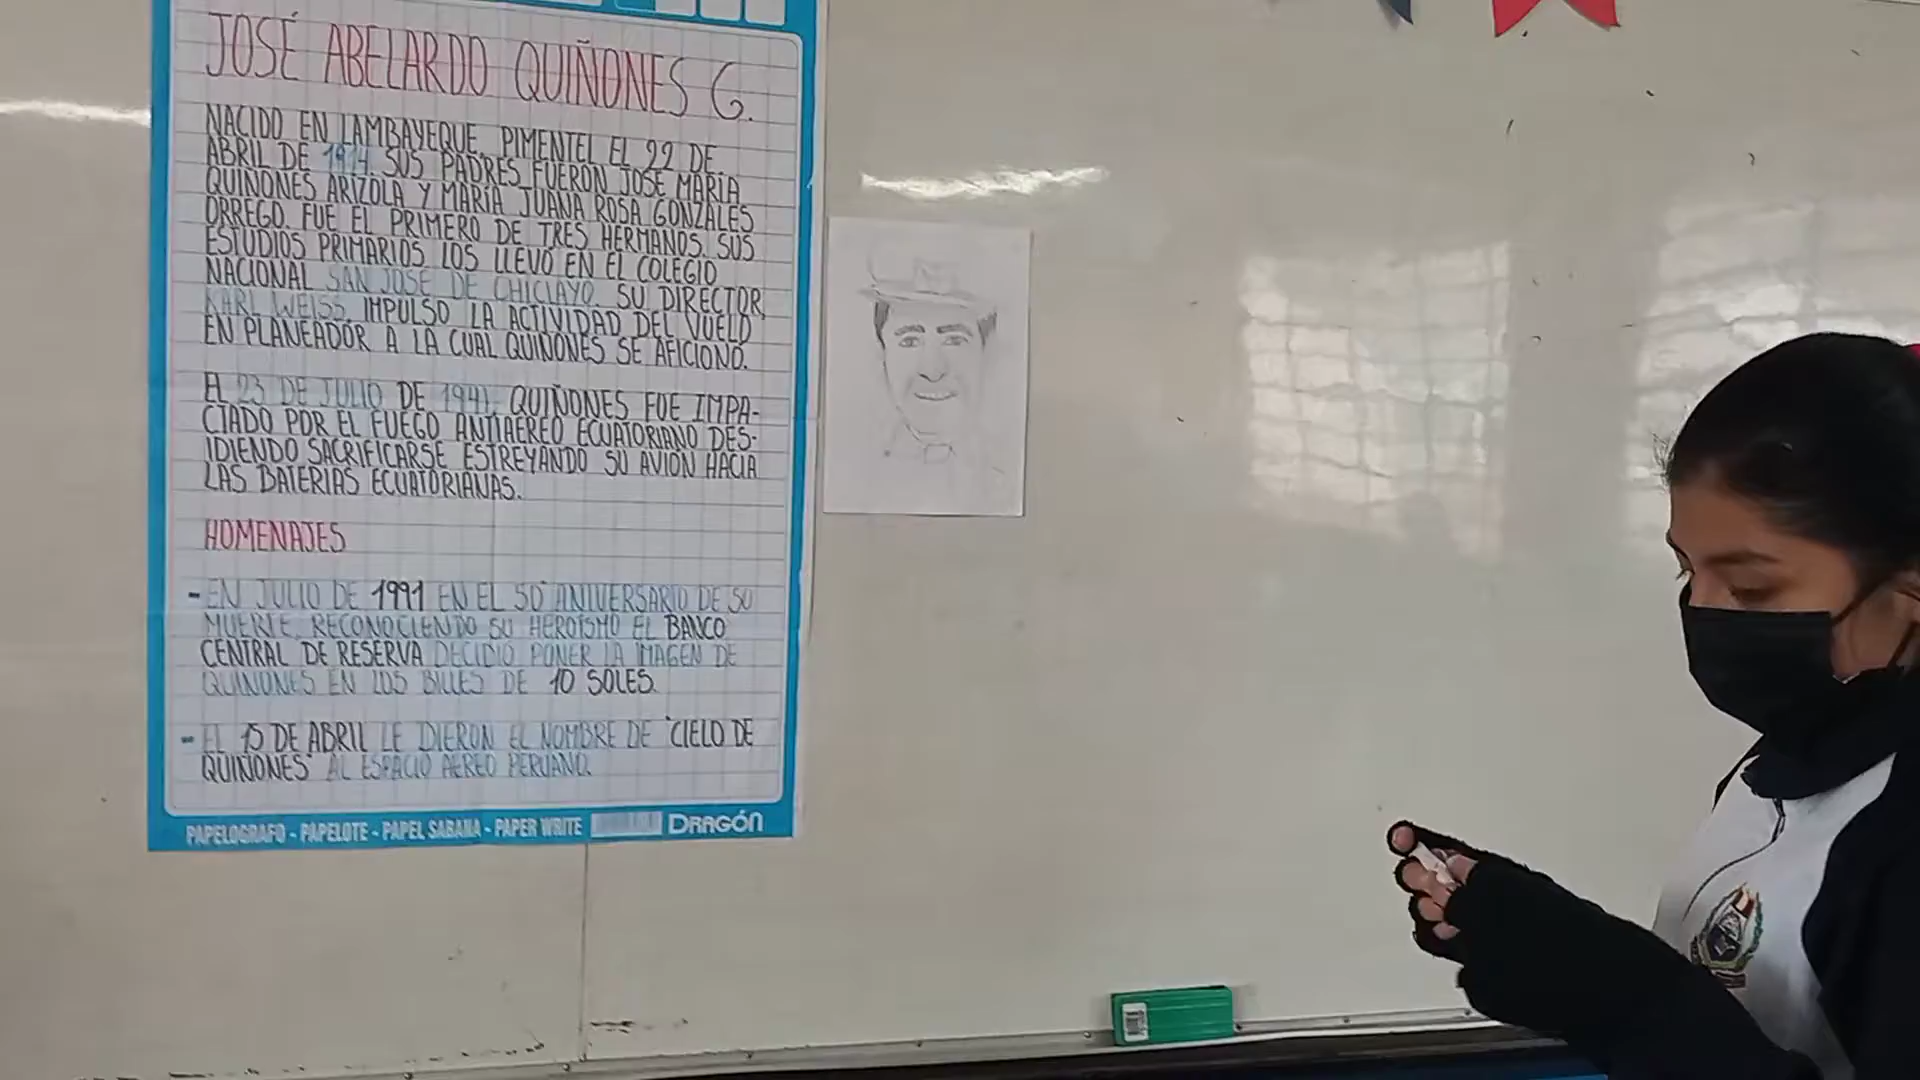 JOSÉ ABELARDO QUIÑONES G.
NACIDO EN LAMBAYEQUE, PIMENTEL EL 22 DE
ABRIL DE 1914. SUS PADRES FUERON JOSÉ MARÍA
QUIÑONES ARIZOLA Y MARÍA JUANA ROSA GONZALES
ORREGO. FUE EL PRIMERO DE TRES HERMANOS. SUS
ESTUDIOS PRIMARIOS LOS LLEVÓ EN EL COLEGIO
NACIONAL SAN JOSÉ DE CHICLAYO. SU DIRECTOR,
KARL WEISS, IMPULSO LA ACTIVIDAD DEL VUELO
EN PLANEADOR A LA CUAL QUIÑONES SE AFICIONÓ.
EL 23 DE JULIO DE 1941, QUIÑONES FUE IMPA-
CTADO POR EL FUEGO ANTIAEREO ECUATORIANO DES-
IDIENDO SACRIFICARSE ESTREYANDO SU AVION HACIA
LAS BATERIAS ECUATORIANAS.
HOMENAJES
- EN JULIO DE 1991 EN EL 50° ANIVERSARIO DE SU
MUERTE, RECONOCIENDO SU HEROISMO EL BANCO
CENTRAL DE RESERVA DECIDIO PONER LA IMAGEN DE
QUIÑONES EN LOS BILLES DE 10 SOLES.
- EL 15 DE ABRIL LE DIERON EL NOMBRE DE "CIELO DE
QUIÑONES" AL ESPACIO AEREO PERUANO.
PAPELOGRAFO - PAPELOTE - PAPEL SABANA - PAPER WRITE DRAGÓN